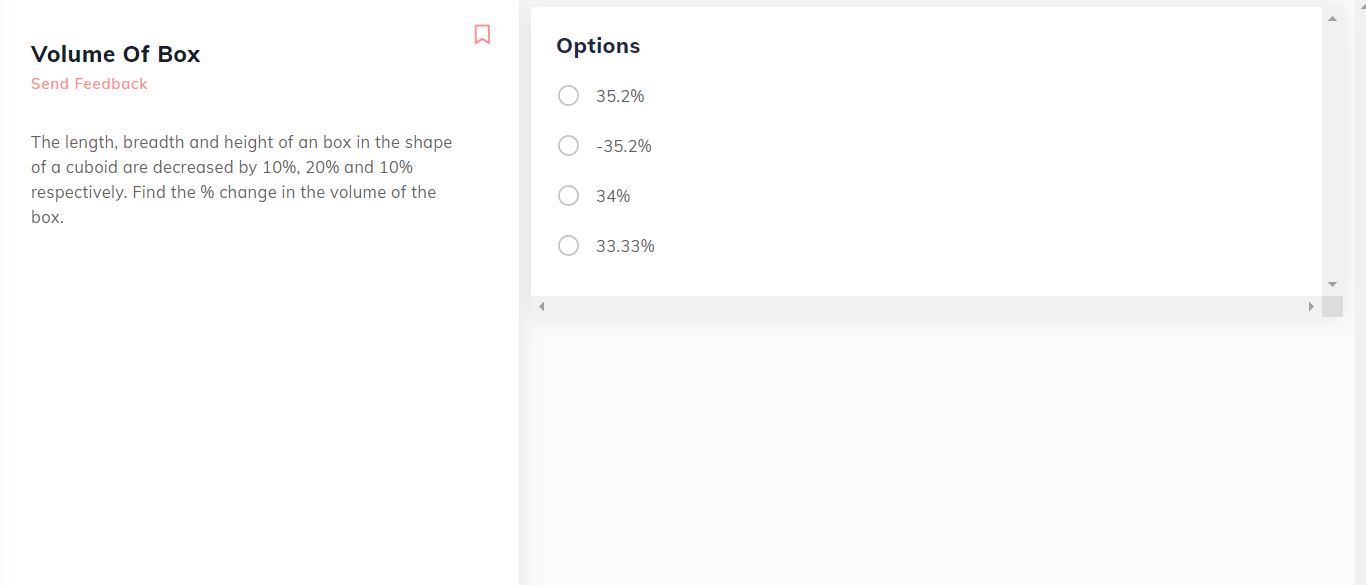 Volume Of Box
Send Feedback
The length, breadth and height of an box in the shape
of a cuboid are decreased by 10%, 20% and 10%
respectively. Find the % change in the volume of the
box.
Options
35.2%
-35.2%
34%
33.33%